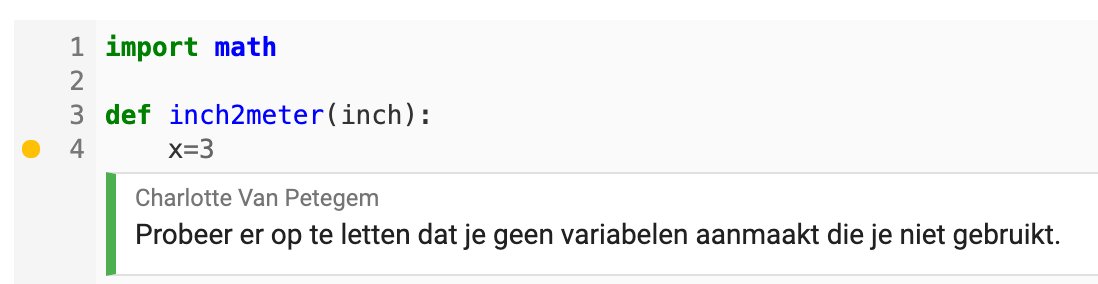 1 import math
2
3 def inch2meter(inch):
4     x=3
Charlotte Van Petegem
Probeer er op te letten dat je geen variabelen aanmaakt die je niet gebruikt.